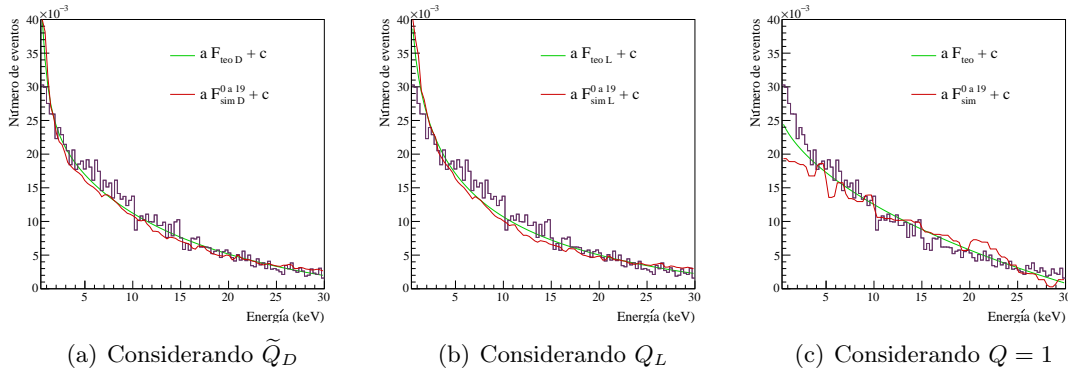 ×10⁻³
Número de eventos
40
35
30
25
20
15
10
5
0
a F_teo D + c
a F_sim D^0 a 19 + c
5 10 15 20 25 30
Energía (keV)
(a) Considerando Q̃_D
×10⁻³
Número de eventos
40
35
30
25
20
15
10
5
0
a F_teo L + c
a F_sim L^0 a 19 + c
5 10 15 20 25 30
Energía (keV)
(b) Considerando Q_L
×10⁻³
Número de eventos
40
35
30
25
20
15
10
5
0
a F_teo + c
a F_sim^0 a 19 + c
5 10 15 20 25 30
Energía (keV)
(c) Considerando Q = 1